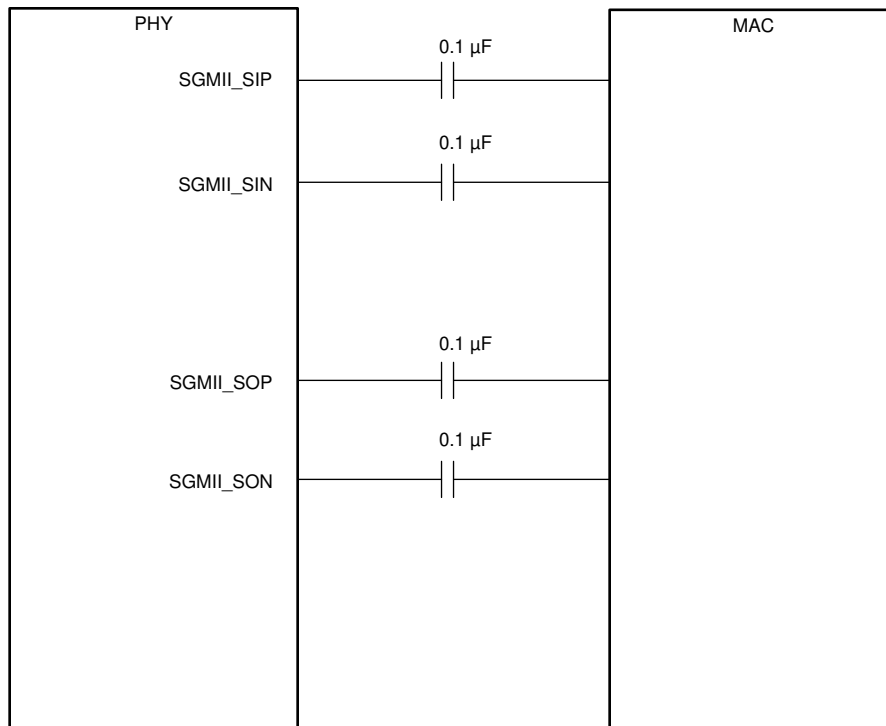 PHY
MAC
0.1 µF
SGMII_SIP
0.1 µF
SGMII_SIN
0.1 µF
SGMII_SOP
0.1 µF
SGMII_SON